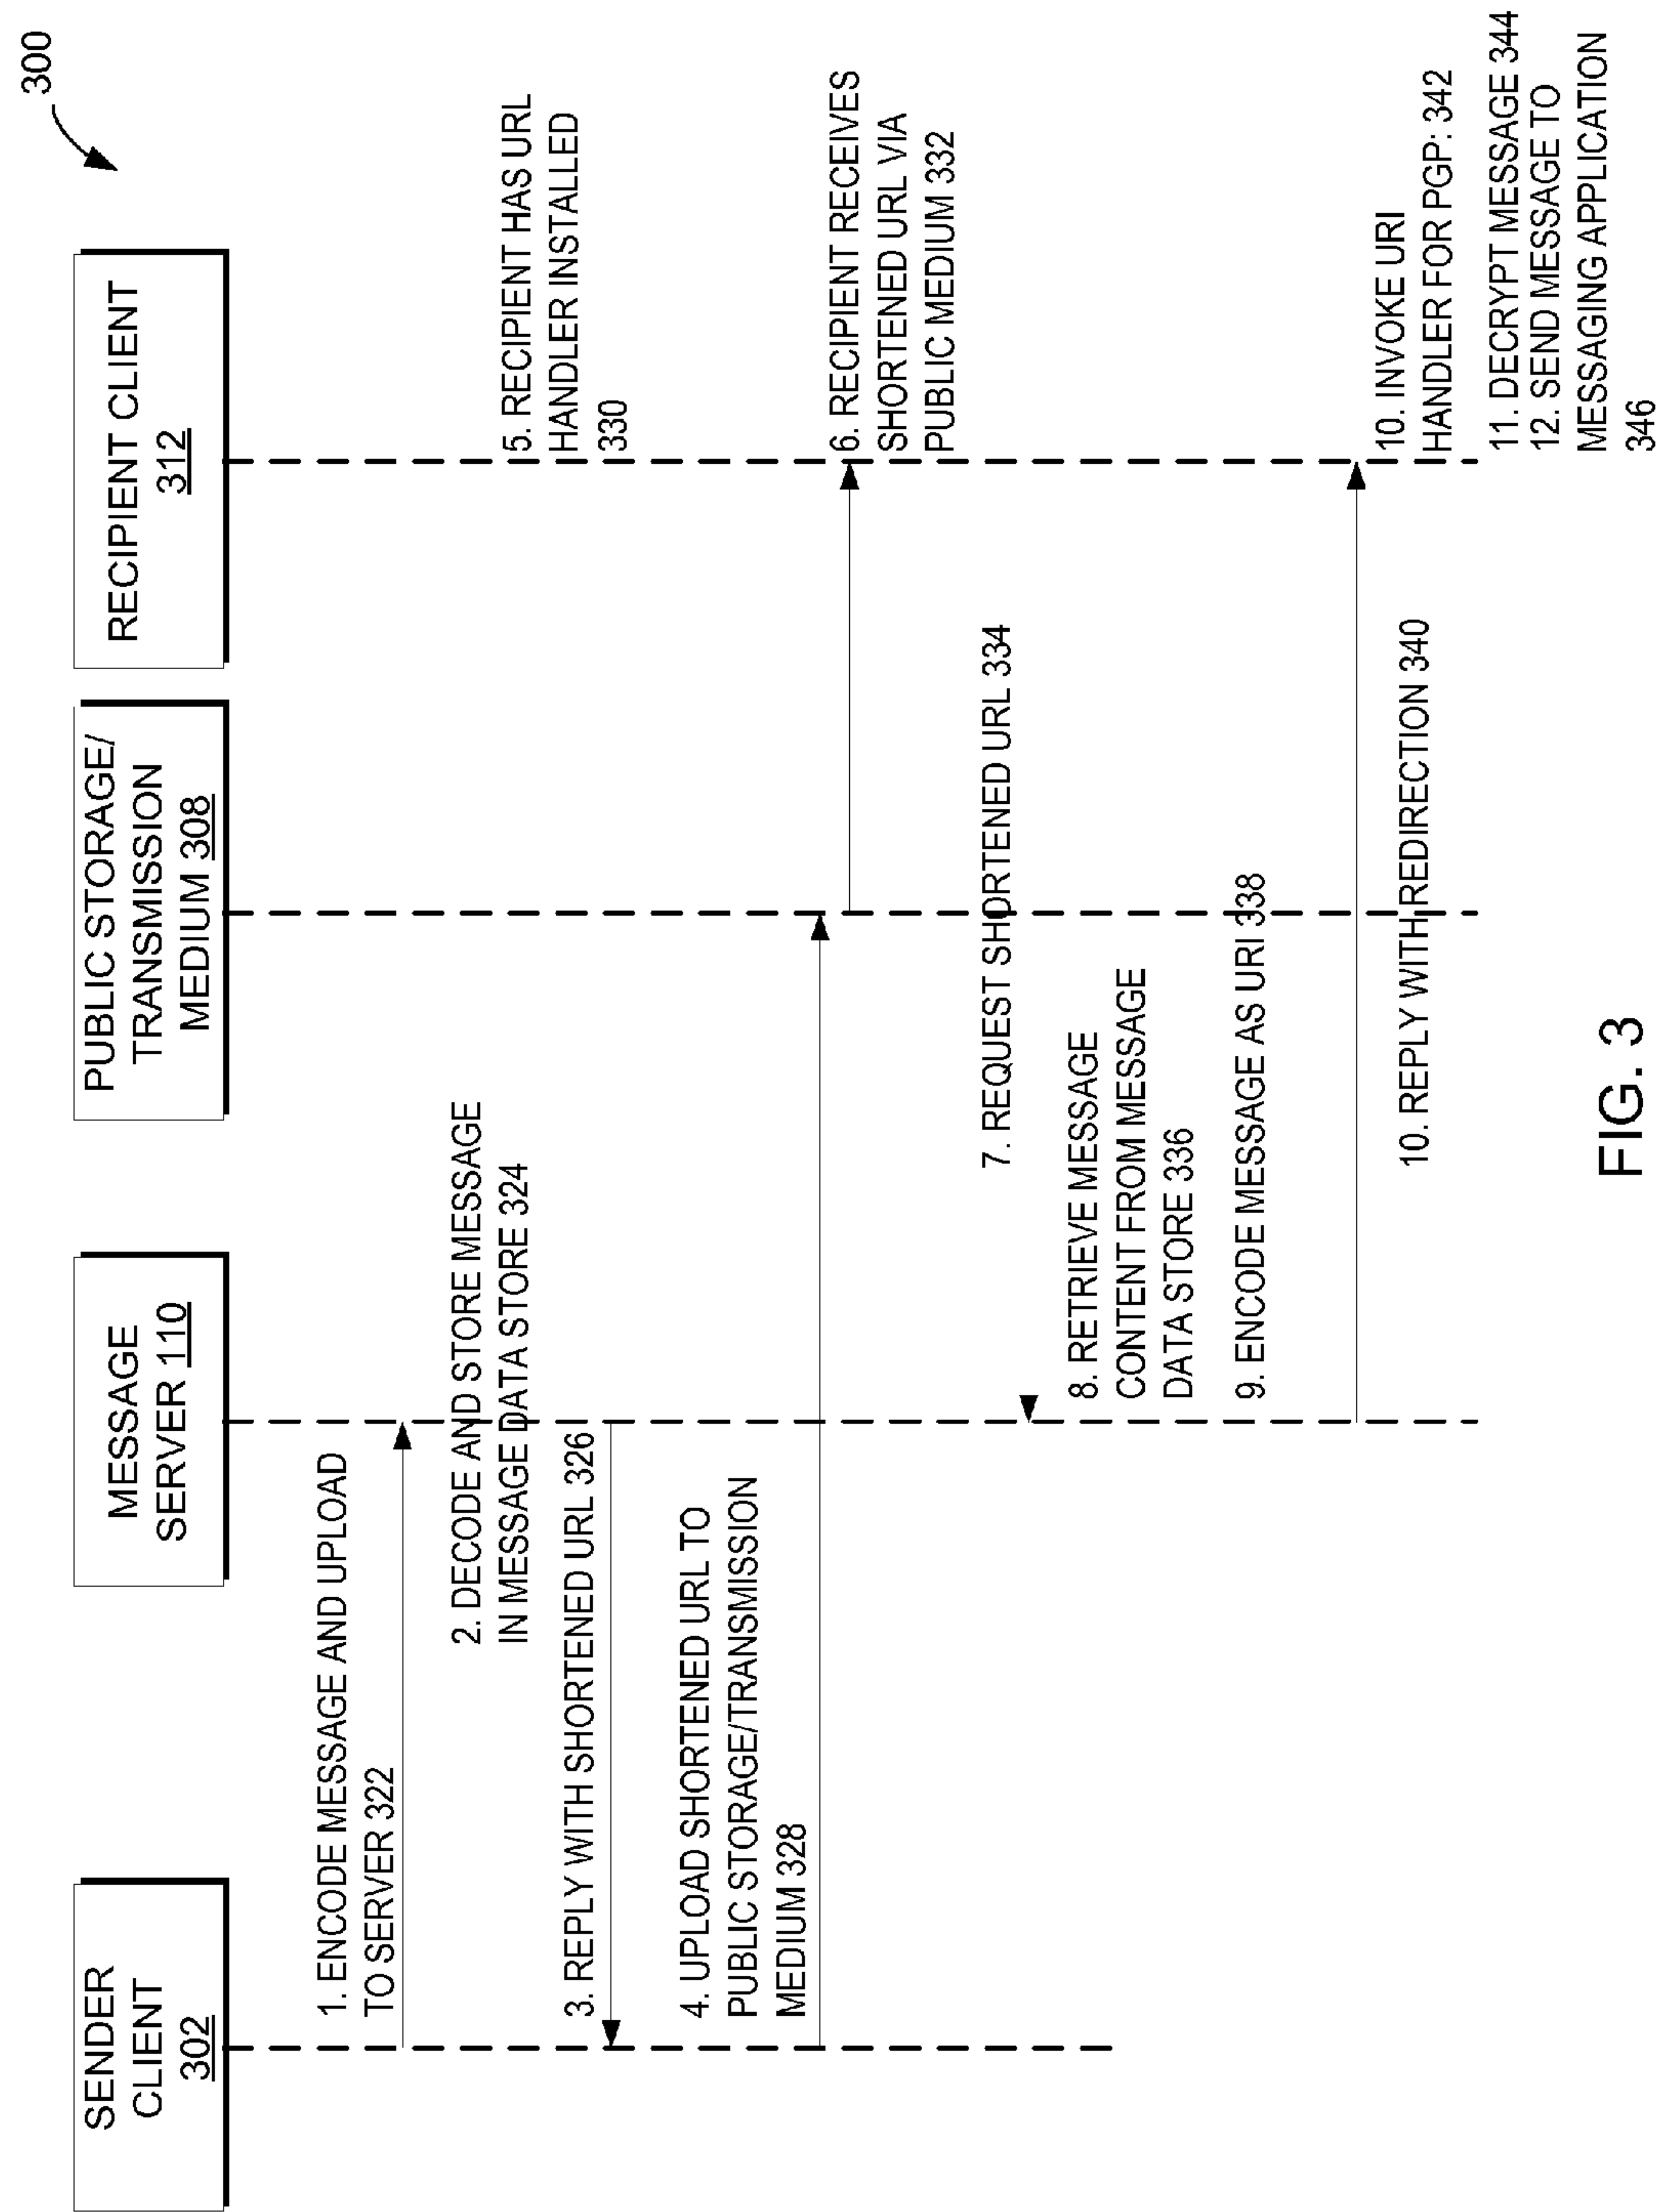 300
SENDER
CLIENT
302
MESSAGE
SERVER 110
PUBLIC STORAGE/
TRANSMISSION
MEDIUM 308
RECIPIENT CLIENT
312
1. ENCODE MESSAGE AND UPLOAD
TO SERVER 322
2. DECODE AND STORE MESSAGE
IN MESSAGE DATA STORE 324
3. REPLY WITH SHORTENED URL 326
4. UPLOAD SHORTENED URL TO
PUBLIC STORAGE/TRANSMISSION
MEDIUM 328
5. RECIPIENT HAS URL
HANDLER INSTALLED
330
6. RECIPIENT RECEIVES
SHORTENED URL VIA
PUBLIC MEDIUM 332
7. REQUEST SHORTENED URL 334
8. RETRIEVE MESSAGE
CONTENT FROM MESSAGE
DATA STORE 336
9. ENCODE MESSAGE AS URI 338
10. REPLY WITH REDIRECTION 340
10. INVOKE URI
HANDLER FOR PGP: 342
11. DECRYPT MESSAGE 344
12. SEND MESSAGE TO
MESSAGING APPLICATION
346
FIG. 3